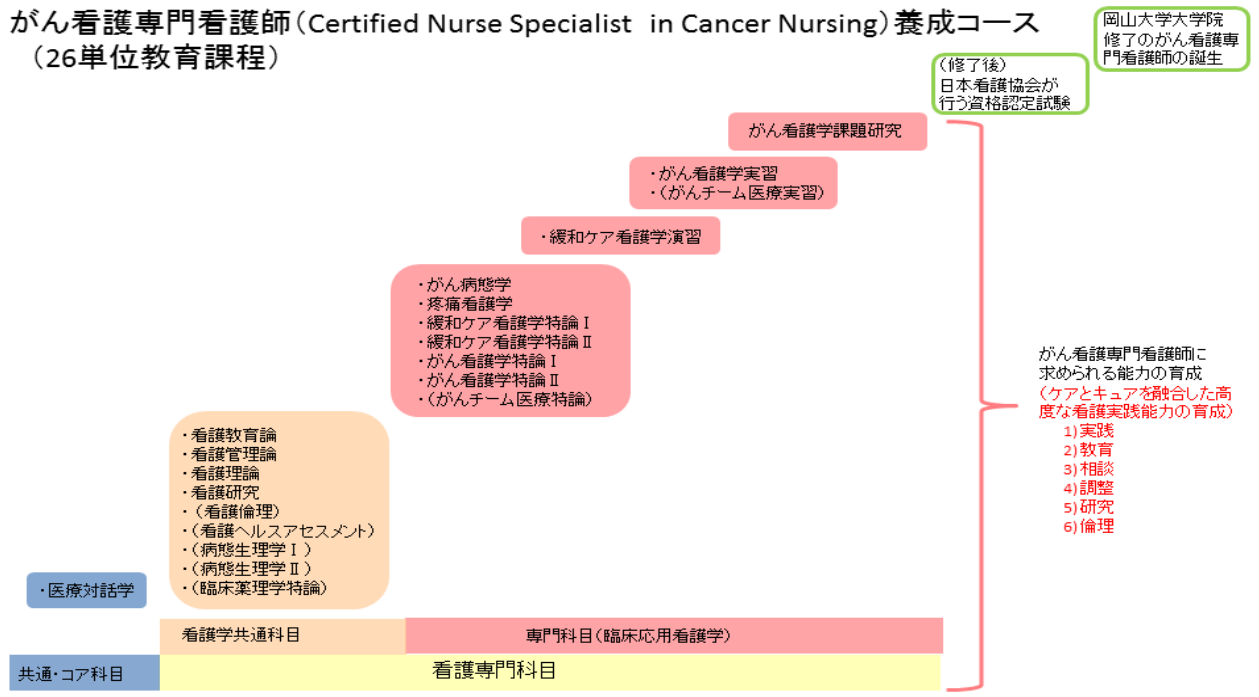 がん看護専門看護師(Certified Nurse Specialist in Cancer Nursing)養成コース
(26単位教育課程)
岡山大学大学院
修了のがん看護専
門看護師の誕生
(修了後)
日本看護協会が
行う資格認定試験
がん看護学課題研究
・がん看護学実習
・(がんチーム医療実習)
・緩和ケア看護学演習
・がん病態学
・疼痛看護学
・緩和ケア看護学特論Ⅰ
・緩和ケア看護学特論Ⅱ
・がん看護学特論Ⅰ
・がん看護学特論Ⅱ
・(がんチーム医療特論)
がん看護専門看護師に
求められる能力の育成
(ケアとキュアを融合した高
度な看護実践能力の育成)
1)実践
2)教育
3)相談
4)調整
5)研究
6)倫理
・看護教育論
・看護管理論
・看護理論
・看護研究
・(看護倫理)
・(看護ヘルスアセスメント)
・(病態生理学Ⅰ)
・(病態生理学Ⅱ)
・(臨床薬理学特論)
・医療対話学
看護学共通科目
専門科目(臨床応用看護学)
共通・コア科目
看護専門科目